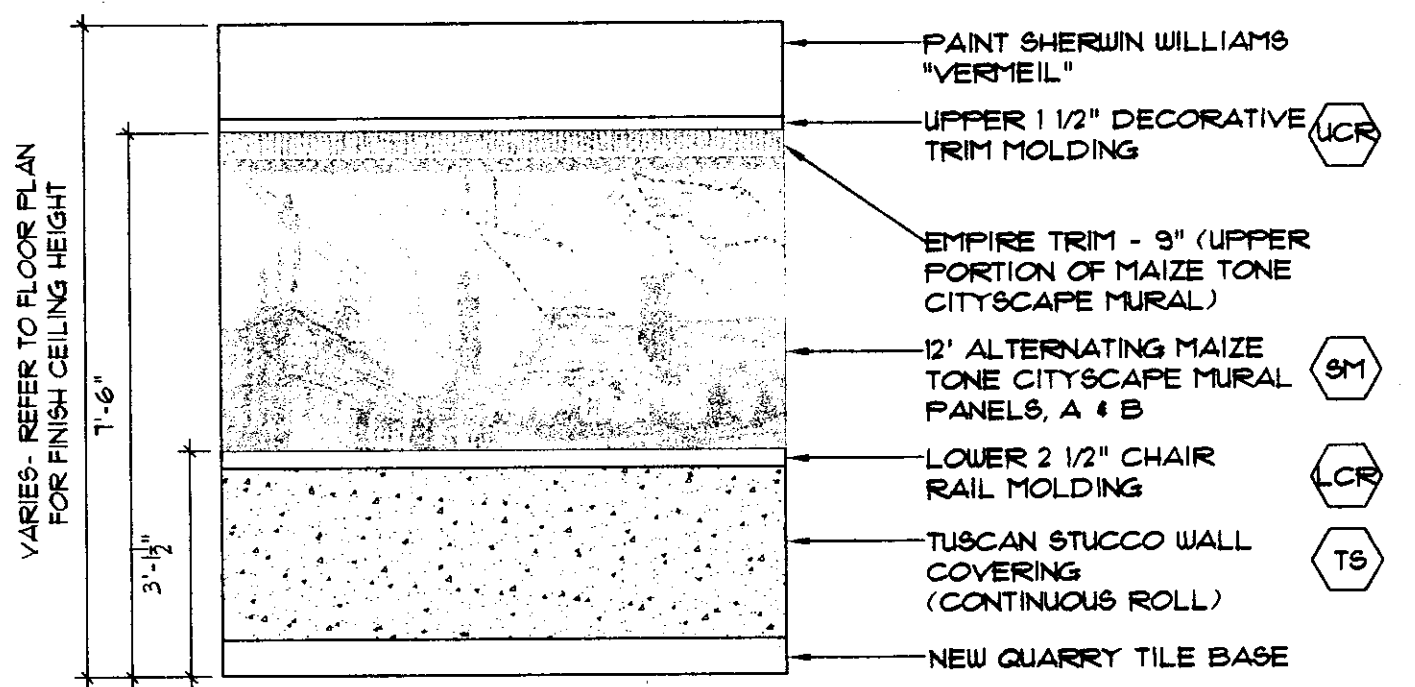 PAINT SHERWIN WILLIAMS
"VERMEIL"
UPPER 1 1/2" DECORATIVE
TRIM MOLDING
UCR
EMPIRE TRIM - 9" (UPPER
PORTION OF MAIZE TONE
CITYSCAPE MURAL)
12' ALTERNATING MAIZE
TONE CITYSCAPE MURAL
PANELS, A & B
SM
LOWER 2 1/2" CHAIR
RAIL MOLDING
LCR
TUSCAN STUCCO WALL
COVERING
(CONTINUOUS ROLL)
TS
NEW QUARRY TILE BASE
VARIES- REFER TO FLOOR PLAN
FOR FINISH CEILING HEIGHT
7'-6"
3'-1 1/2"